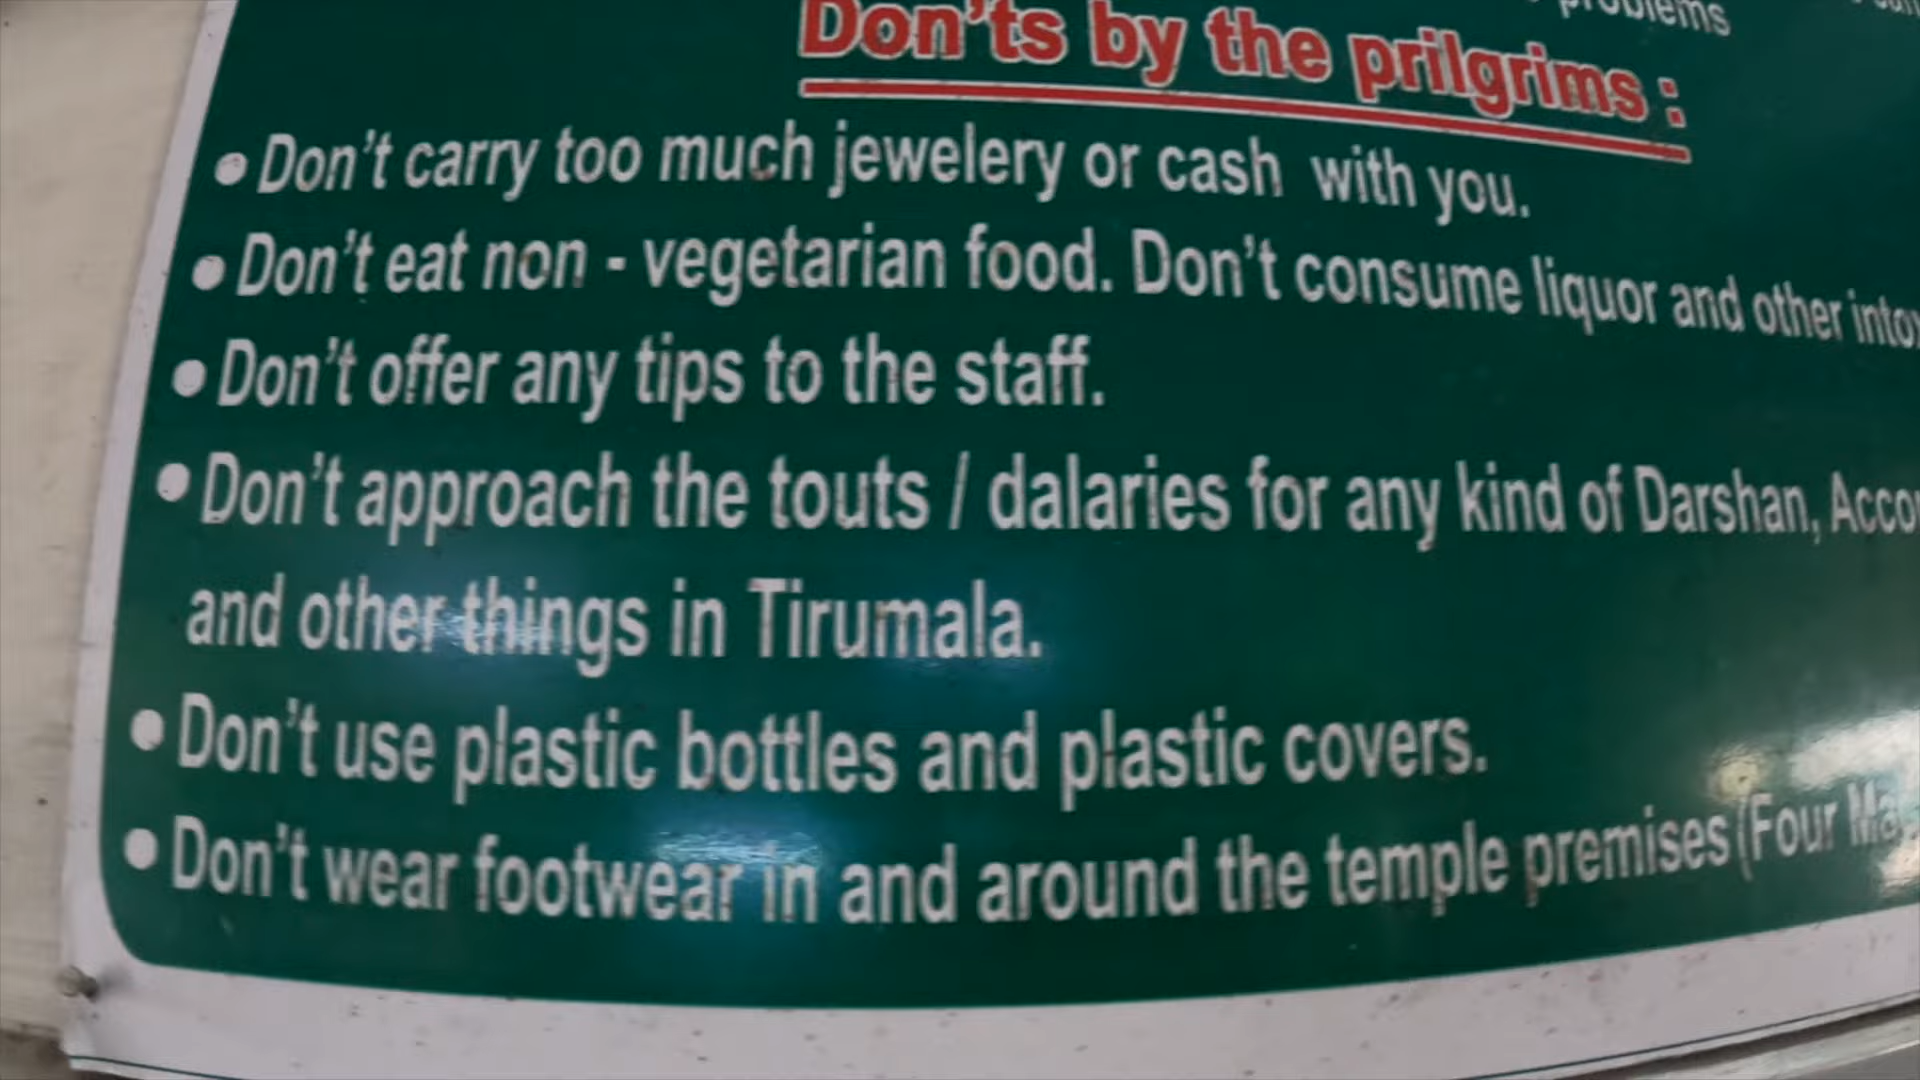 problems
Don'ts by the prilgrims :
• Don't carry too much jewelery or cash with you.
• Don't eat non - vegetarian food. Don't consume liquor and other
• Don't offer any tips to the staff.
• Don't approach the touts / dalaries for any kind of Darshan,
and other things in Tirumala.
• Don't use plastic bottles and plastic covers.
• Don't wear footwear in and around the temple premises (Four